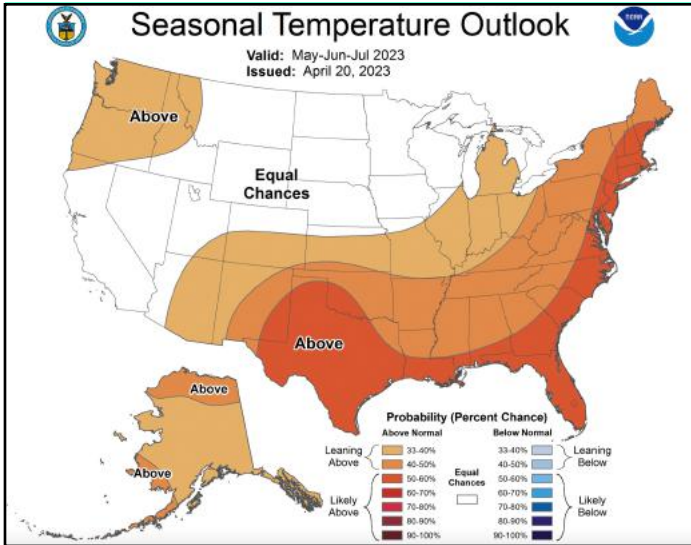 Seasonal Temperature Outlook
Valid: May-Jun-Jul 2023
Issued: April 20, 2023
Above
Equal
Chances
Above
Above
Above
Probability (Percent Chance)
Above Normal
Below Normal
Leaning
Above
33-40%
40-50%
Likely
Above
50-60%
60-70%
70-80%
80-90%
90-100%
Equal
Chances
33-40%
40-50%
Leaning
Below
50-60%
60-70%
70-80%
80-90%
90-100%
Likely
Below